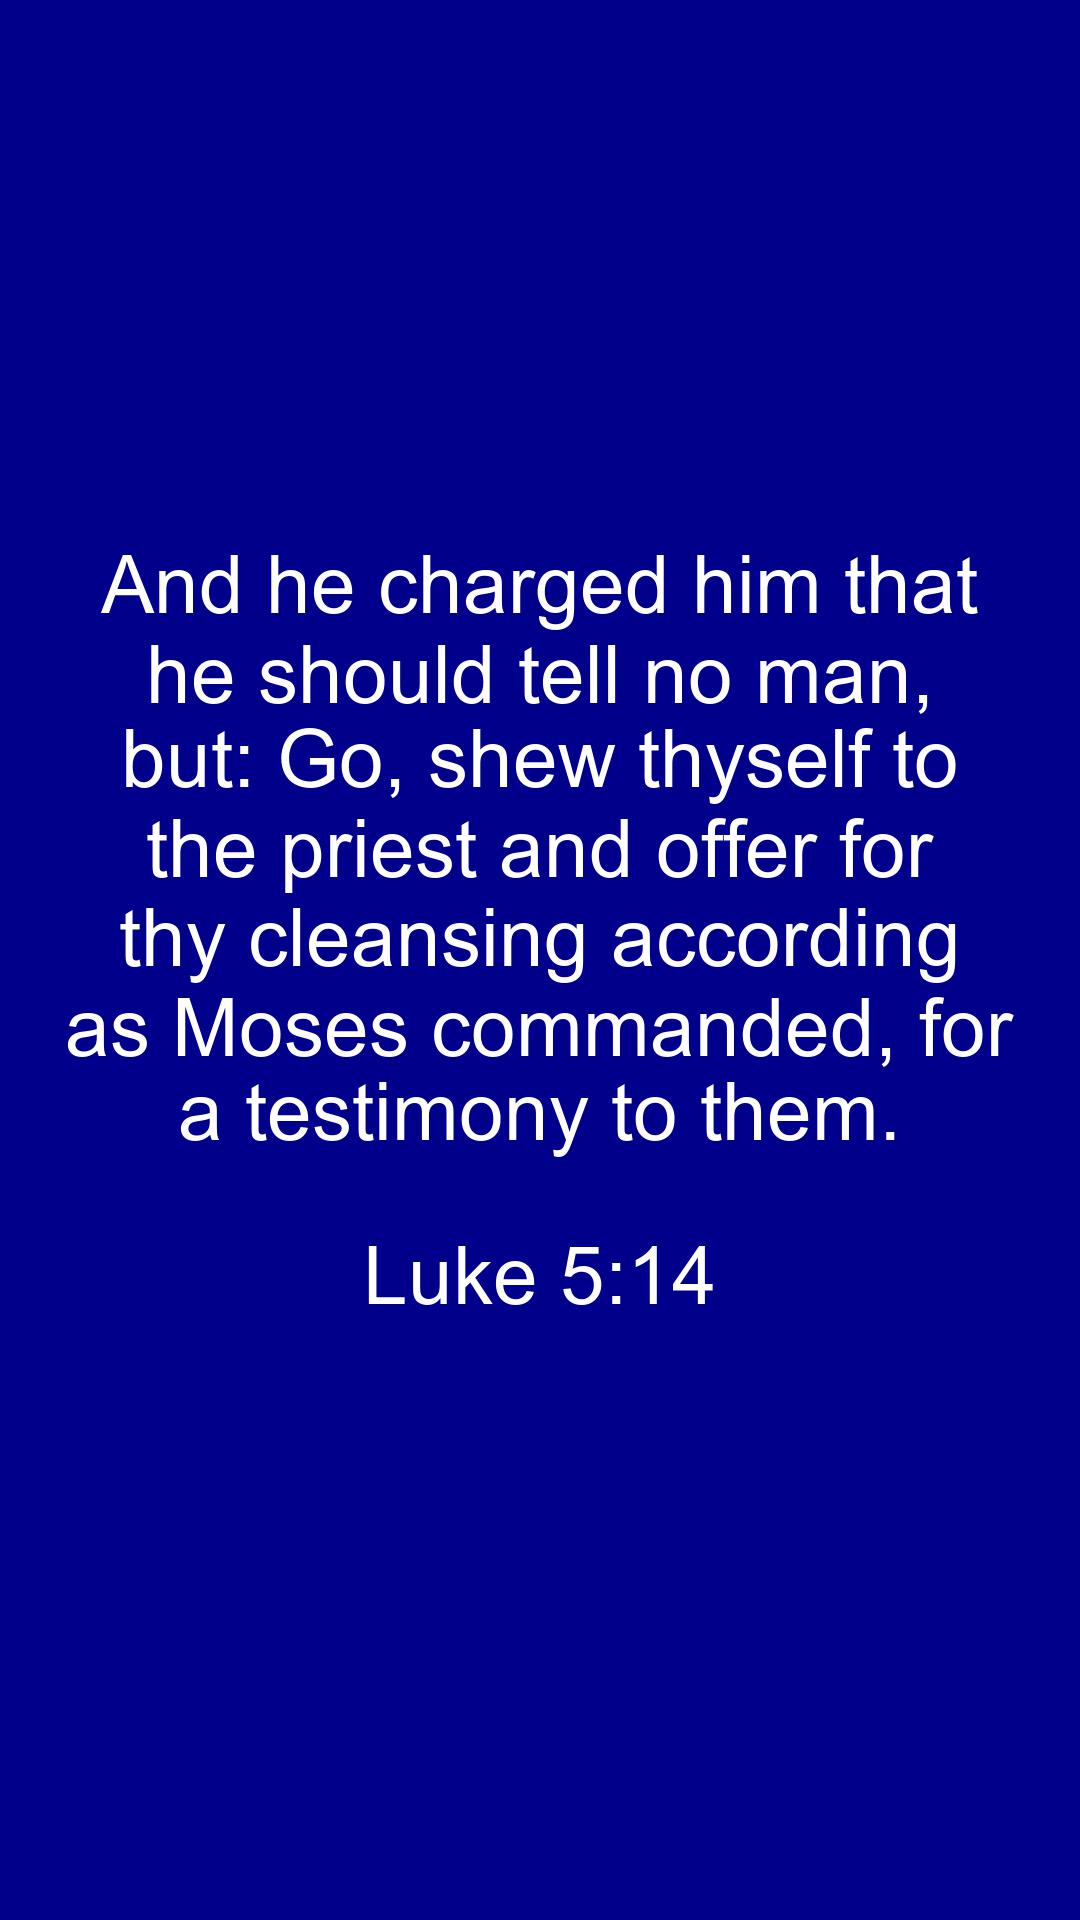 And he charged him that
he should tell no man,
but: Go, shew thyself to
the priest and offer for
thy cleansing according
as Moses commanded, for
a testimony to them.
Luke 5:14